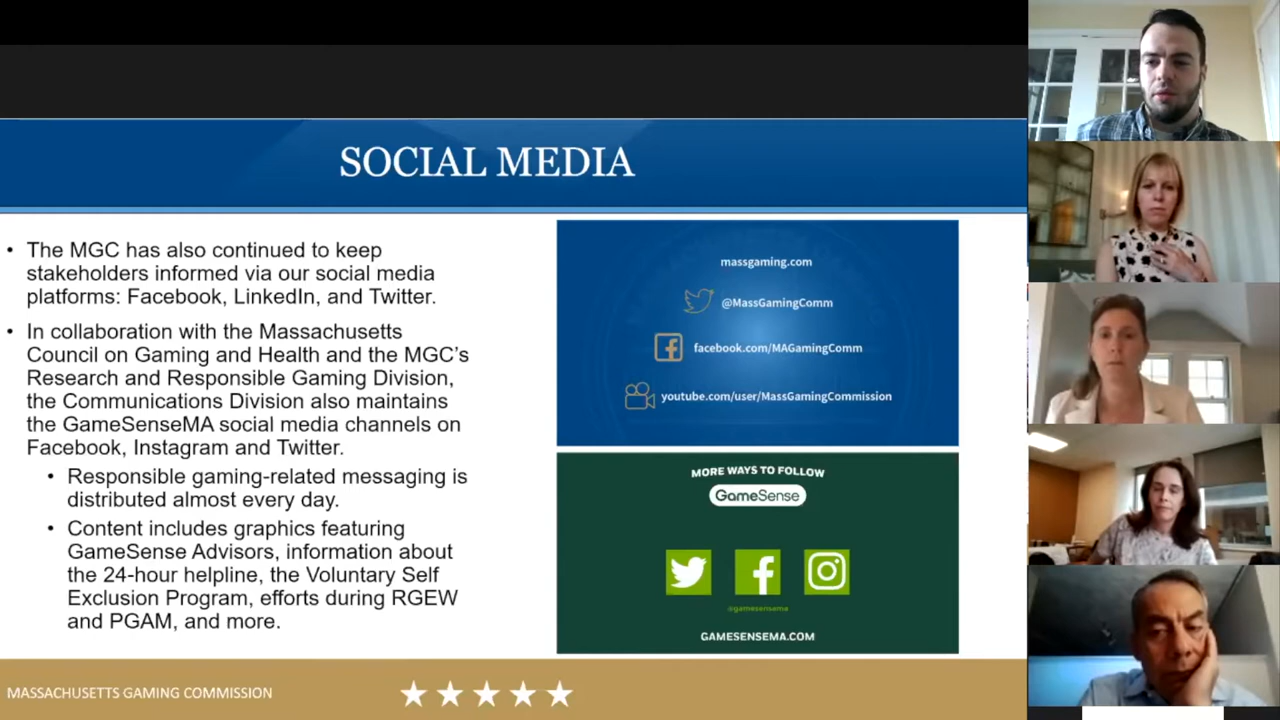 SOCIAL MEDIA
• The MGC has also continued to keep
stakeholders informed via our social media
platforms: Facebook, LinkedIn, and Twitter.
• In collaboration with the Massachusetts
Council on Gaming and Health and the MGC's
Research and Responsible Gaming Division,
the Communications Division also maintains
the GameSenseMA social media channels on
Facebook, Instagram and Twitter.
• Responsible gaming-related messaging is
distributed almost every day.
• Content includes graphics featuring
GameSense Advisors, information about
the 24-hour helpline, the Voluntary Self
Exclusion Program, efforts during RGEW
and PGAM, and more.
massgaming.com
@MassGamingComm
facebook.com/MAGamingComm
youtube.com/user/MassGamingCommission
MORE WAYS TO FOLLOW
GameSense
@gamesensema
GAMESENSEMA.COM
MASSACHUSETTS GAMING COMMISSION